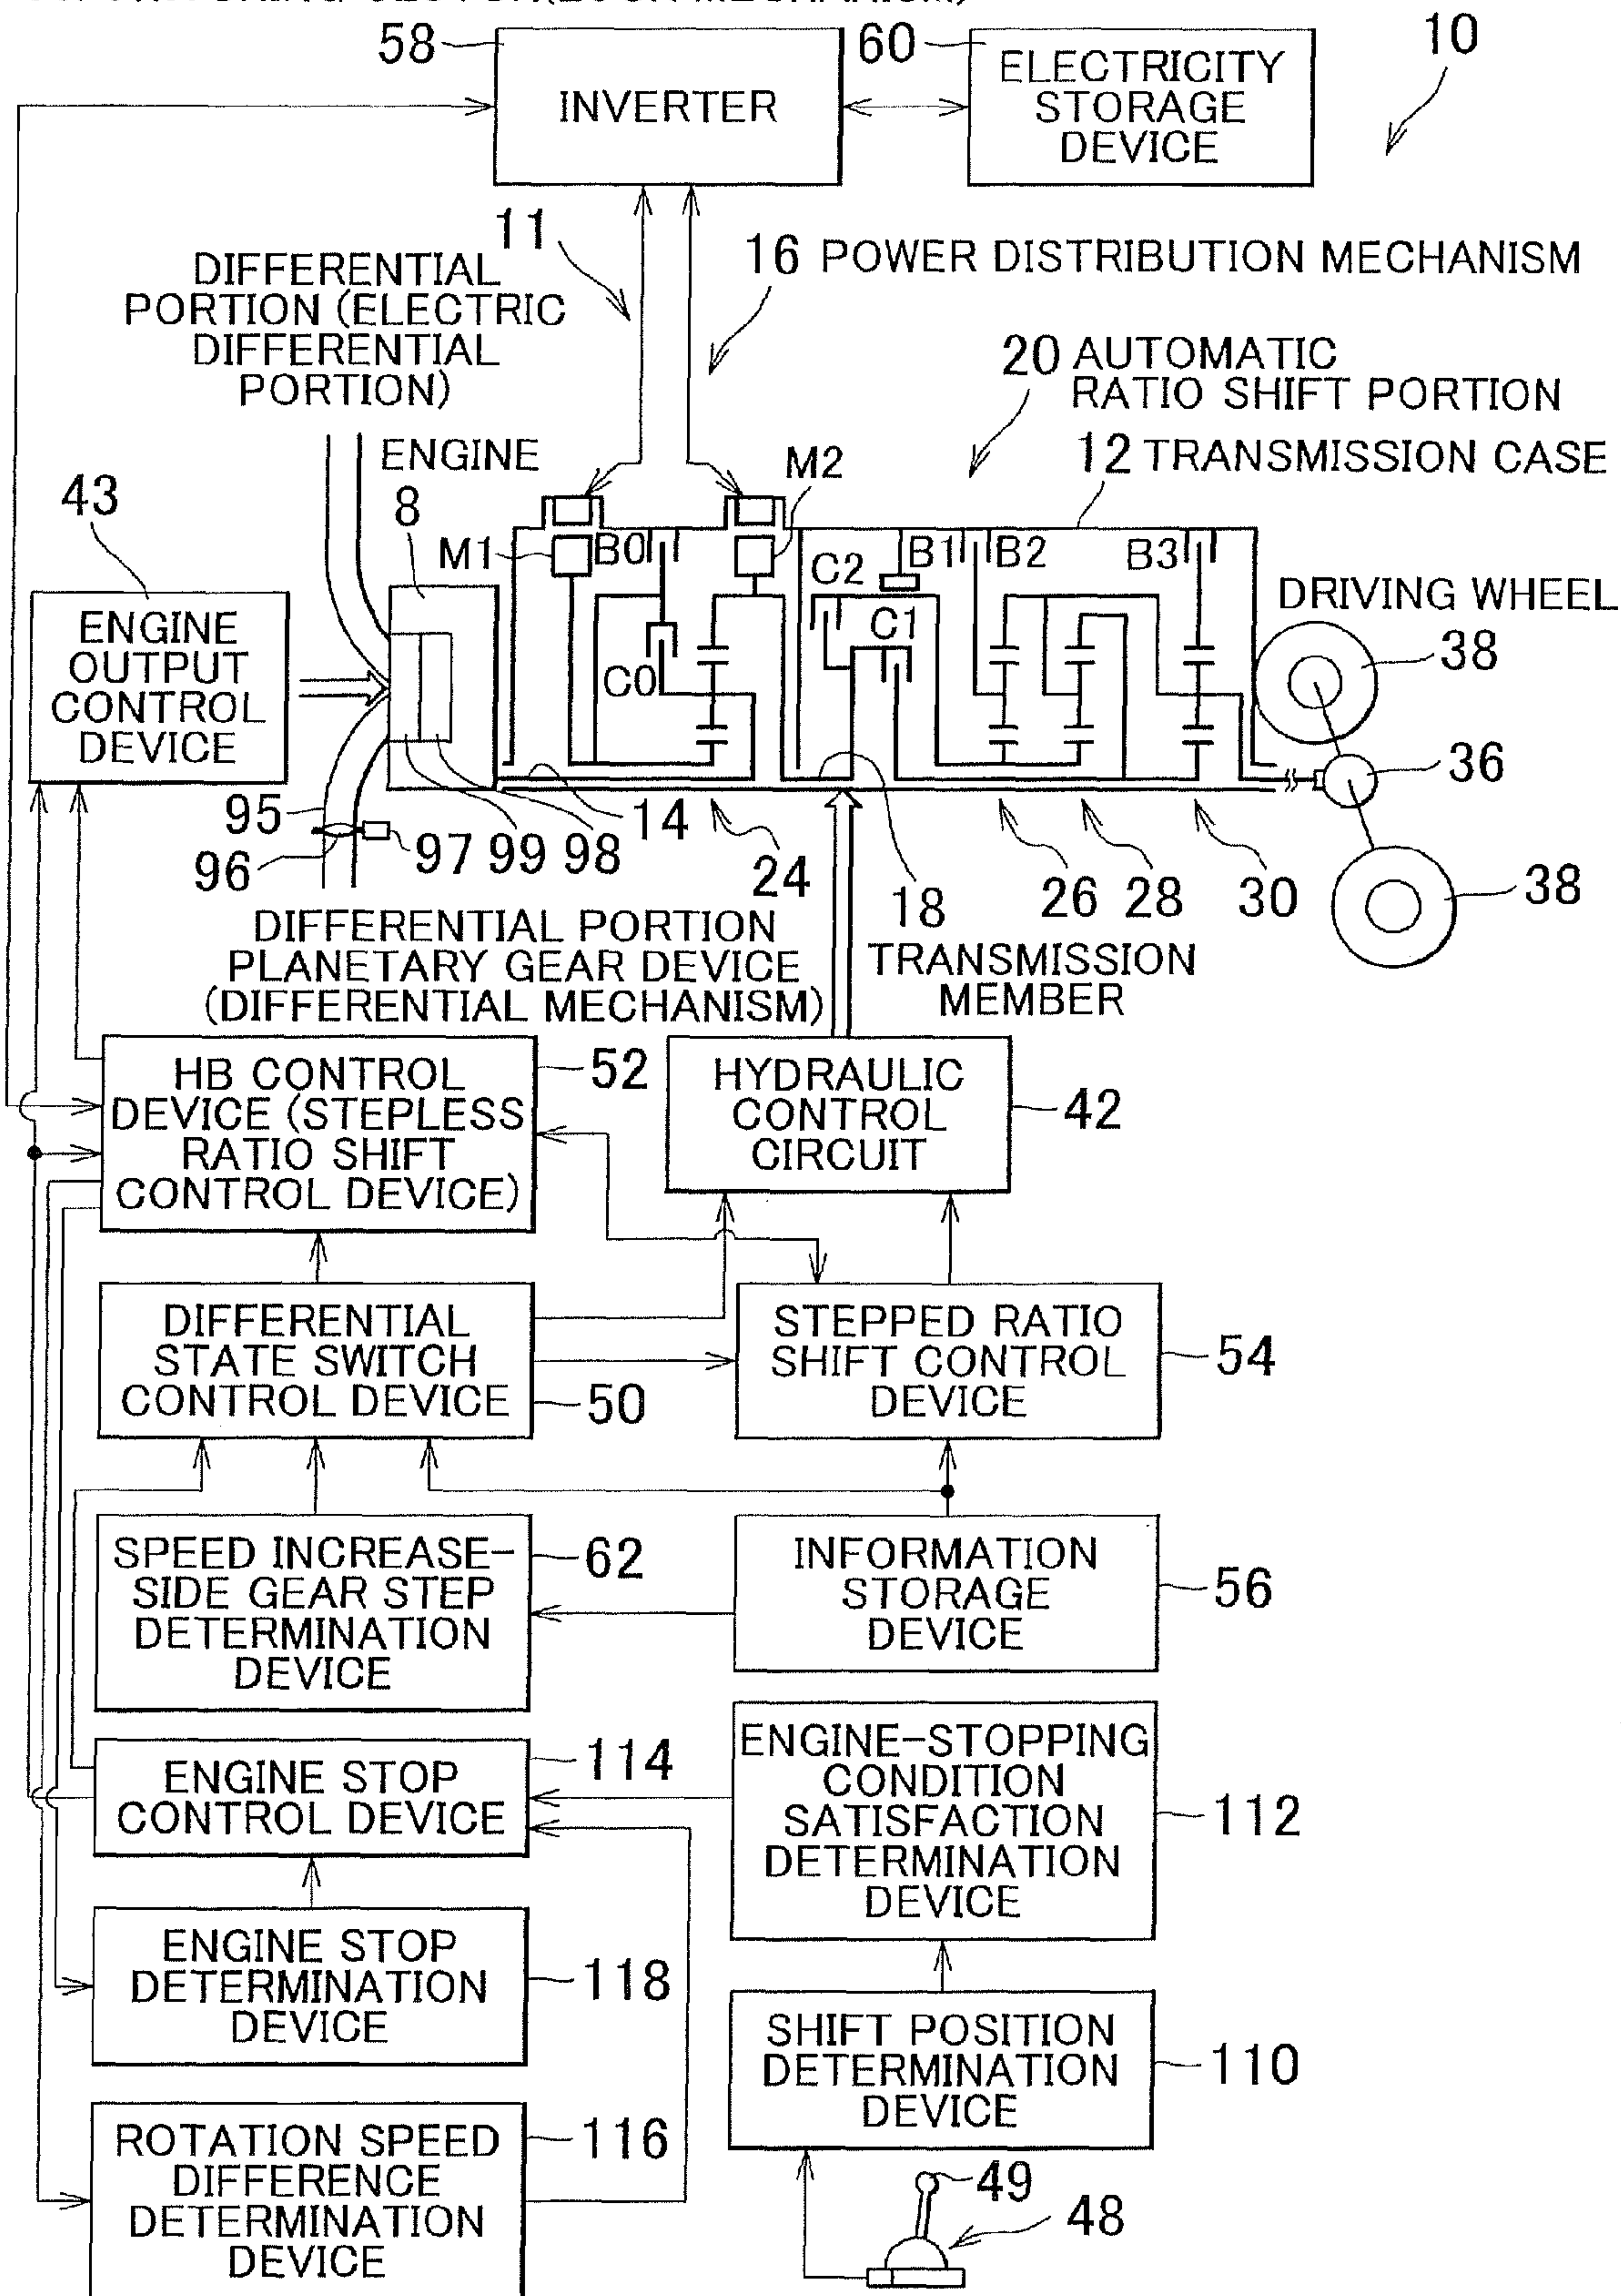 58
INVERTER
60
ELECTRICITY
STORAGE
DEVICE
10
11
DIFFERENTIAL
PORTION (ELECTRIC
DIFFERENTIAL
PORTION)
16 POWER DISTRIBUTION MECHANISM
20 AUTOMATIC
RATIO SHIFT PORTION
12 TRANSMISSION CASE
ENGINE
8
43
ENGINE
OUTPUT
CONTROL
DEVICE
M1
B0
C0
M2
C2
B1
C1
B2
B3
DRIVING WHEEL
38
36
38
95
96
97
99
98
14
24
18
26
28
30
TRANSMISSION
MEMBER
DIFFERENTIAL PORTION
PLANETARY GEAR DEVICE
(DIFFERENTIAL MECHANISM)
HB CONTROL
DEVICE (STEPLESS
RATIO SHIFT
CONTROL DEVICE)
52
HYDRAULIC
CONTROL
CIRCUIT
42
DIFFERENTIAL
STATE SWITCH
CONTROL DEVICE
50
STEPPED RATIO
SHIFT CONTROL
DEVICE
54
SPEED INCREASE-
SIDE GEAR STEP
DETERMINATION
DEVICE
62
INFORMATION
STORAGE
DEVICE
56
ENGINE STOP
CONTROL DEVICE
114
ENGINE-STOPPING
CONDITION
SATISFACTION
DETERMINATION
DEVICE
112
ENGINE STOP
DETERMINATION
DEVICE
118
SHIFT POSITION
DETERMINATION
DEVICE
110
ROTATION SPEED
DIFFERENCE
DETERMINATION
DEVICE
116
49
48